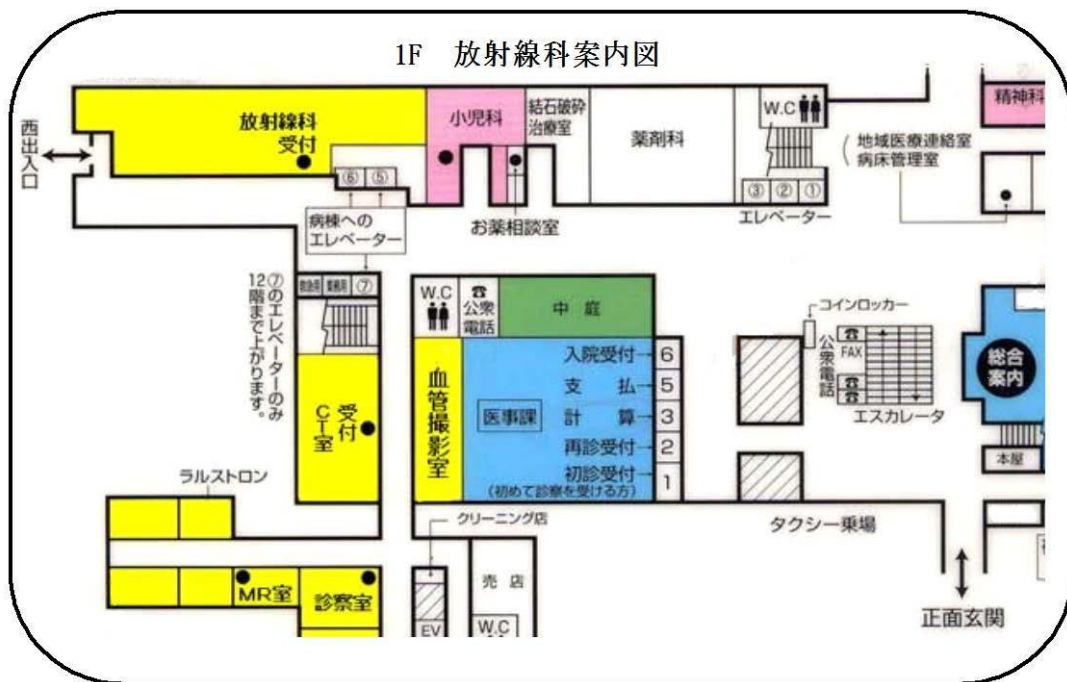 1F 放射線科案内図
西出入口
放射線科
受付
小児科
結石破砕
治療室
薬剤科
W.C
精神科
地域医療連絡室
病床管理室
⑥
⑤
③
②
①
エレベーター
お薬相談室
病棟への
エレベーター
⑦のエレベーターのみ
12階まで上がります。
救急用
業務用
⑦
W.C
公衆
電話
中庭
コインロッカー
公衆電話
FAX
エスカレータ
総合
案内
本屋
受付
CT室
血管撮影室
医事課
入院受付
6
支払
5
計算
3
再診受付
2
初診受付
1
(初めて診察を受ける方)
タクシー乗場
正面玄関
ラルストロン
クリーニング店
売店
MR室
診察室
EV
W.C